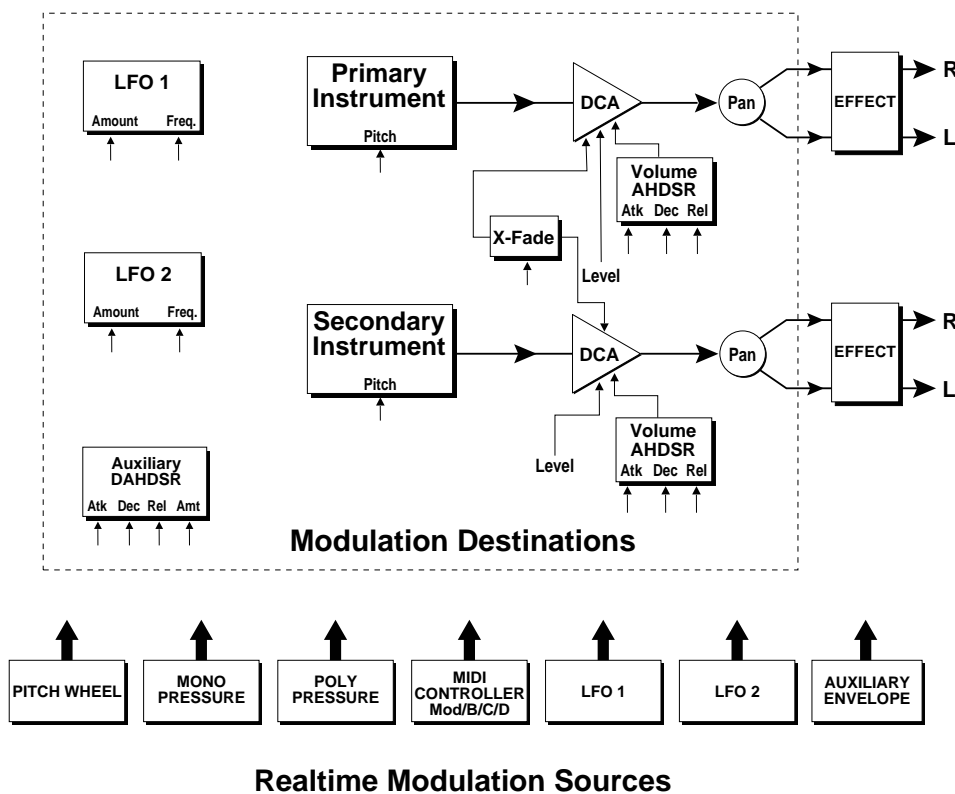 LFO 1
Amount Freq.
Primary
Instrument
Pitch
DCA
Pan
EFFECT
R
L
Volume
AHDSR
Atk Dec Rel
X-Fade
Level
LFO 2
Amount Freq.
Secondary
Instrument
Pitch
DCA
Pan
EFFECT
R
L
Level
Volume
AHDSR
Atk Dec Rel
Auxiliary
DAHDSR
Atk Dec Rel Amt
Modulation Destinations
PITCH WHEEL
MONO
PRESSURE
POLY
PRESSURE
MIDI
CONTROLLER
Mod/B/C/D
LFO 1
LFO 2
AUXILIARY
ENVELOPE
Realtime Modulation Sources